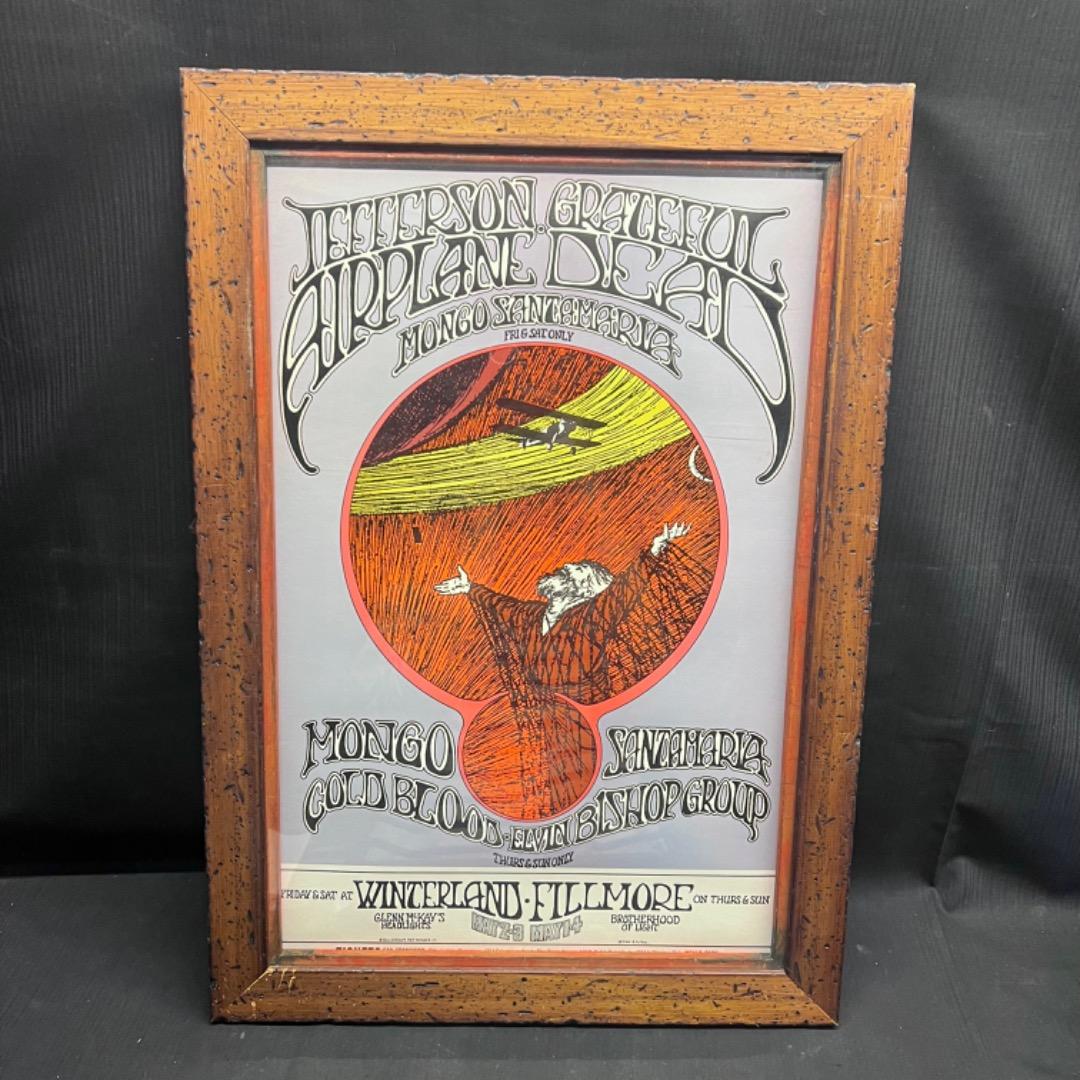 JEFFERSON GRATEFUL
AIRPLANE · DEAD
MONGO SANTAMARIA
FRI & SAT ONLY
MONGO SANTAMARIA
COLD BLOOD · ELVIN BISHOP GROUP
THURS & SUN ONLY
FRIDAY & SAT AT WINTERLAND · FILLMORE ON THURS & SUN
GLENN McKAY'S HEADLIGHTS MAY 2-3 MAY 1-4 BROTHERHOOD OF LIGHT
TICKETS